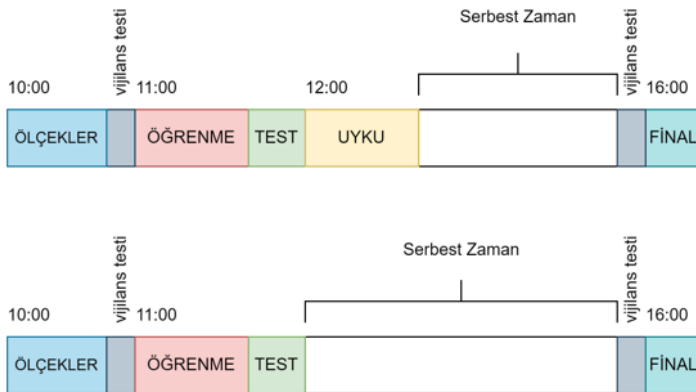 Serbest Zaman
vijilans testi
vijilans testi
10:00
11:00
12:00
16:00
ÖLÇEKLER
ÖĞRENME
TEST
UYKU
FİNAL
Serbest Zaman
vijilans testi
vijilans testi
10:00
11:00
16:00
ÖLÇEKLER
ÖĞRENME
TEST
FİNAL